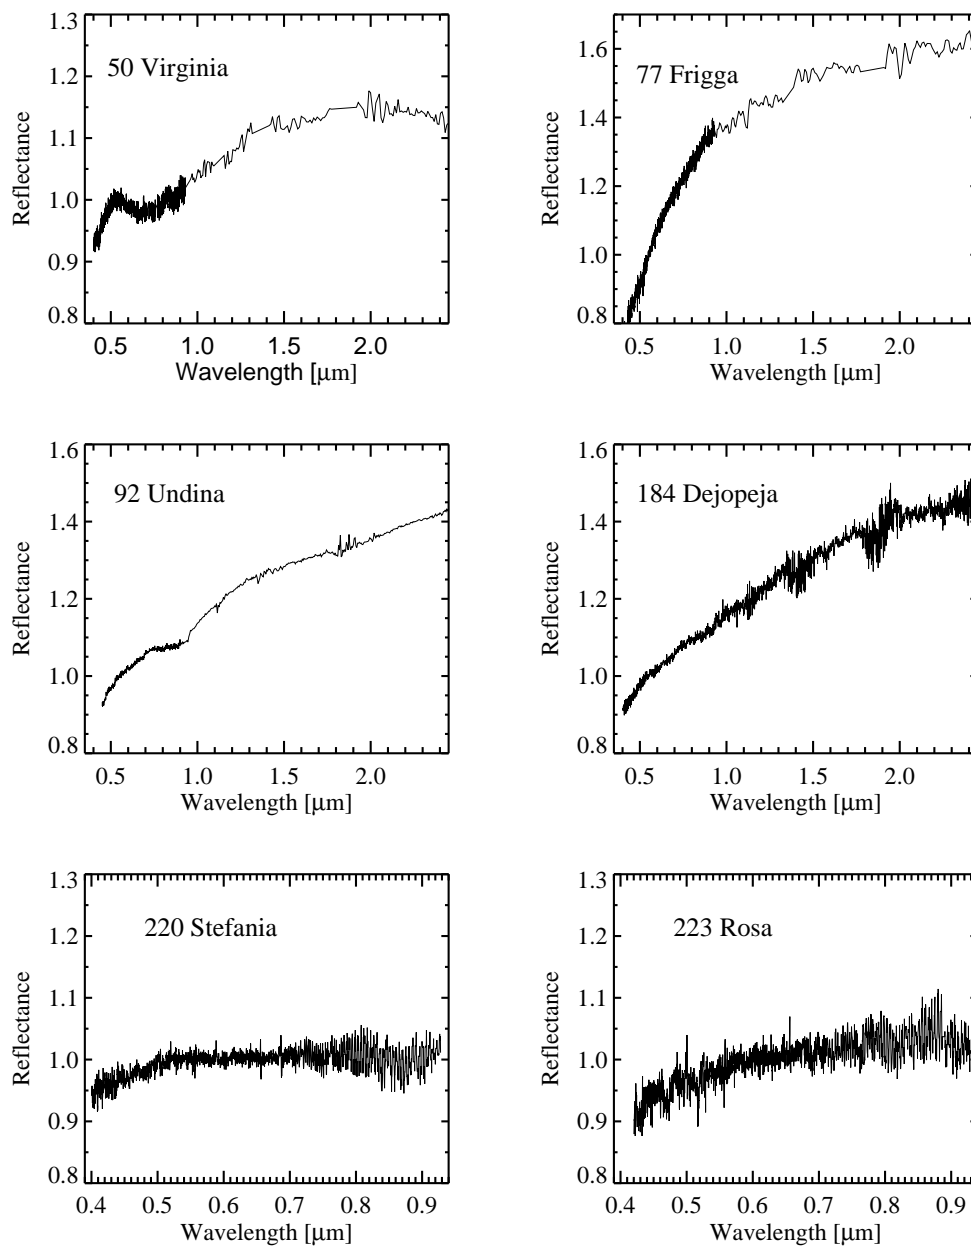 1.3
1.2
1.1
1.0
0.9
0.8
Reflectance
50 Virginia
0.5 1.0 1.5 2.0
Wavelength [μm]
1.6
1.4
1.2
1.0
0.8
Reflectance
77 Frigga
0.5 1.0 1.5 2.0
Wavelength [μm]
1.6
1.4
1.2
1.0
0.8
Reflectance
92 Undina
0.5 1.0 1.5 2.0
Wavelength [μm]
1.6
1.4
1.2
1.0
0.8
Reflectance
184 Dejopeja
0.5 1.0 1.5 2.0
Wavelength [μm]
1.3
1.2
1.1
1.0
0.9
0.8
Reflectance
220 Stefania
0.4 0.5 0.6 0.7 0.8 0.9
Wavelength [μm]
1.3
1.2
1.1
1.0
0.9
0.8
Reflectance
223 Rosa
0.4 0.5 0.6 0.7 0.8 0.9
Wavelength [μm]